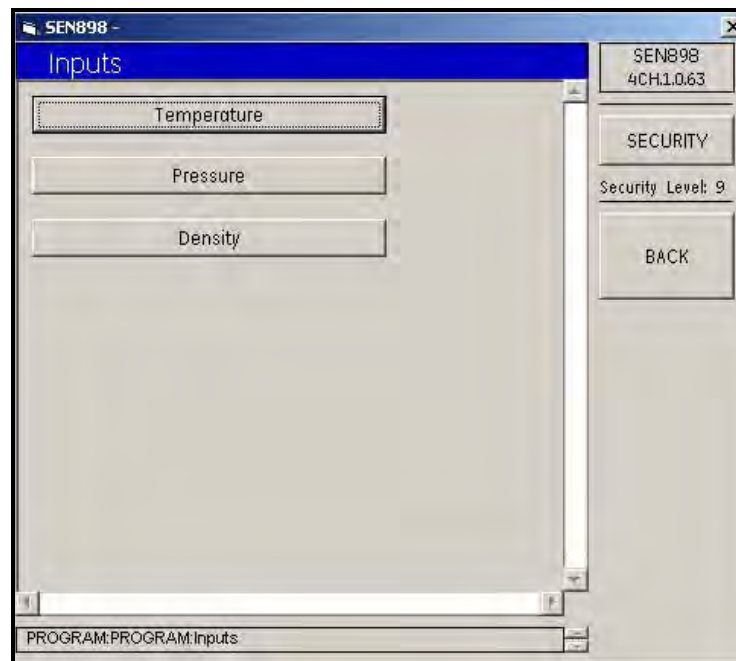 SEN898 -
Inputs
Temperature
Pressure
Density
SEN898
4CH.1.0.63
SECURITY
Security Level: 9
BACK
PROGRAM:PROGRAM:Inputs